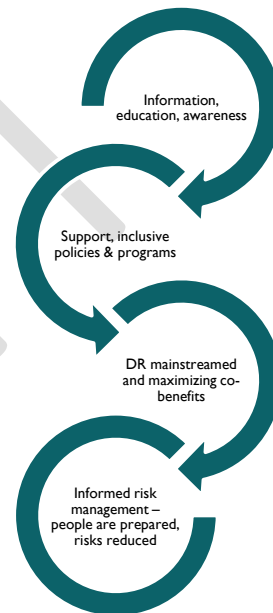 Information,
education, awareness
Support, inclusive
policies & programs
DR mainstreamed
and maximizing co-
benefits
Informed risk
management –
people are prepared,
risks reduced